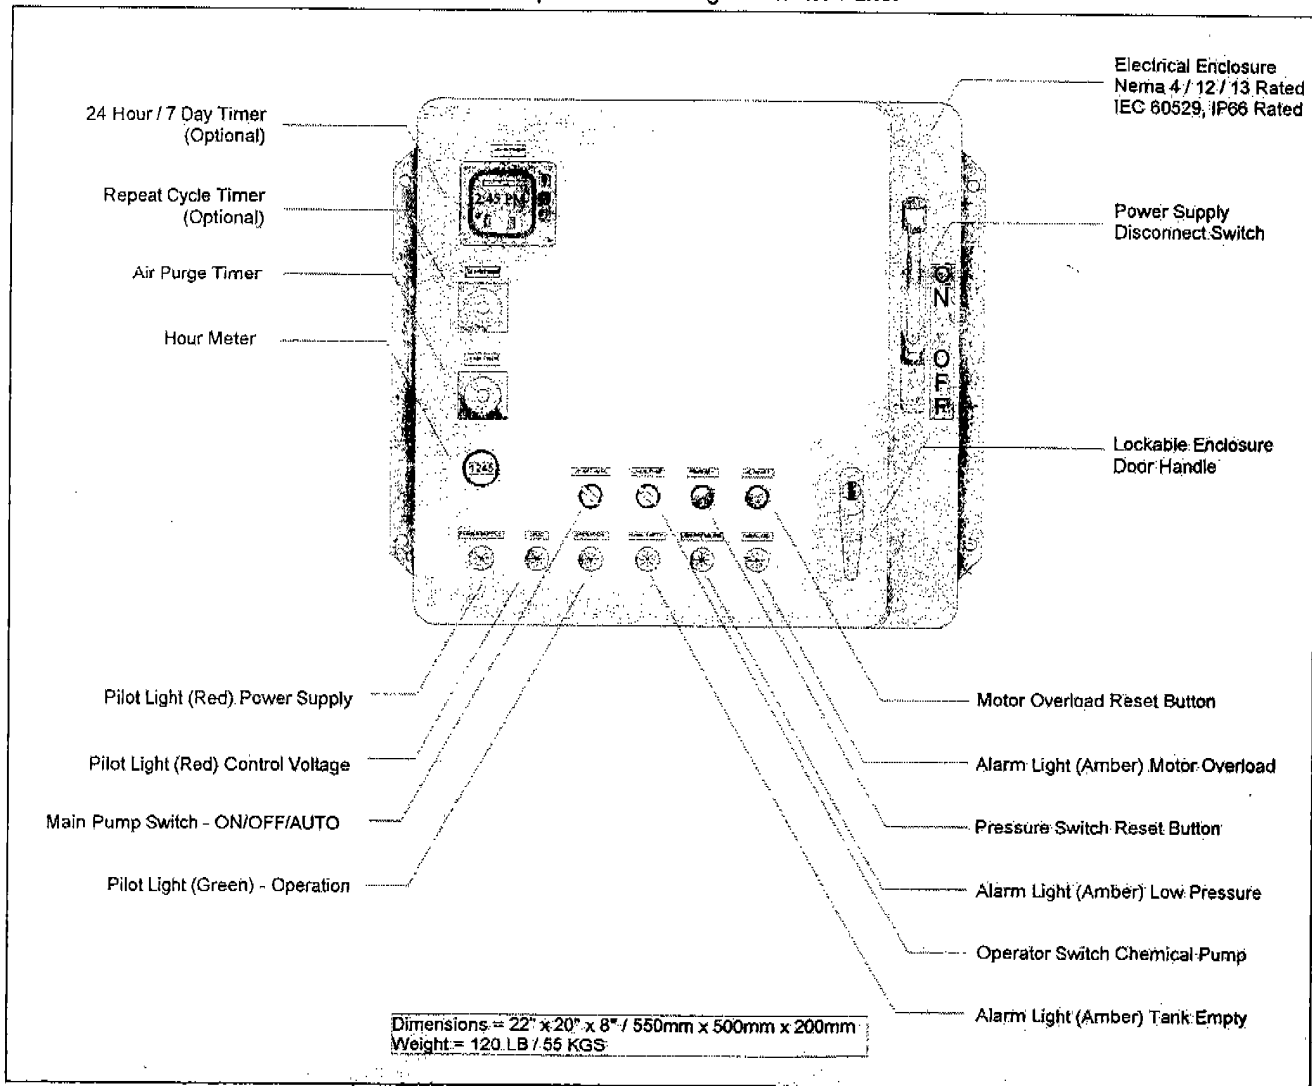 Electrical Enclosure
Nema 4 / 12 / 13 Rated
IEC 60529, IP66 Rated
24 Hour / 7 Day Timer
(Optional)
Repeat Cycle Timer
(Optional)
Power Supply
Disconnect Switch
Air Purge Timer
Hour Meter
2:45 PM
ON
OFF
Lockable Enclosure
Door Handle
1245
Pilot Light (Red) Power Supply
Motor Overload Reset Button
Pilot Light (Red) Control Voltage
Alarm Light (Amber) Motor Overload
Main Pump Switch - ON/OFF/AUTO
Pressure Switch Reset Button
Pilot Light (Green) - Operation
Alarm Light (Amber) Low Pressure
Operator Switch Chemical Pump
Alarm Light (Amber) Tank Empty
Dimensions = 22" x 20" x 8" / 550mm x 500mm x 200mm
Weight = 120 LB / 55 KGS